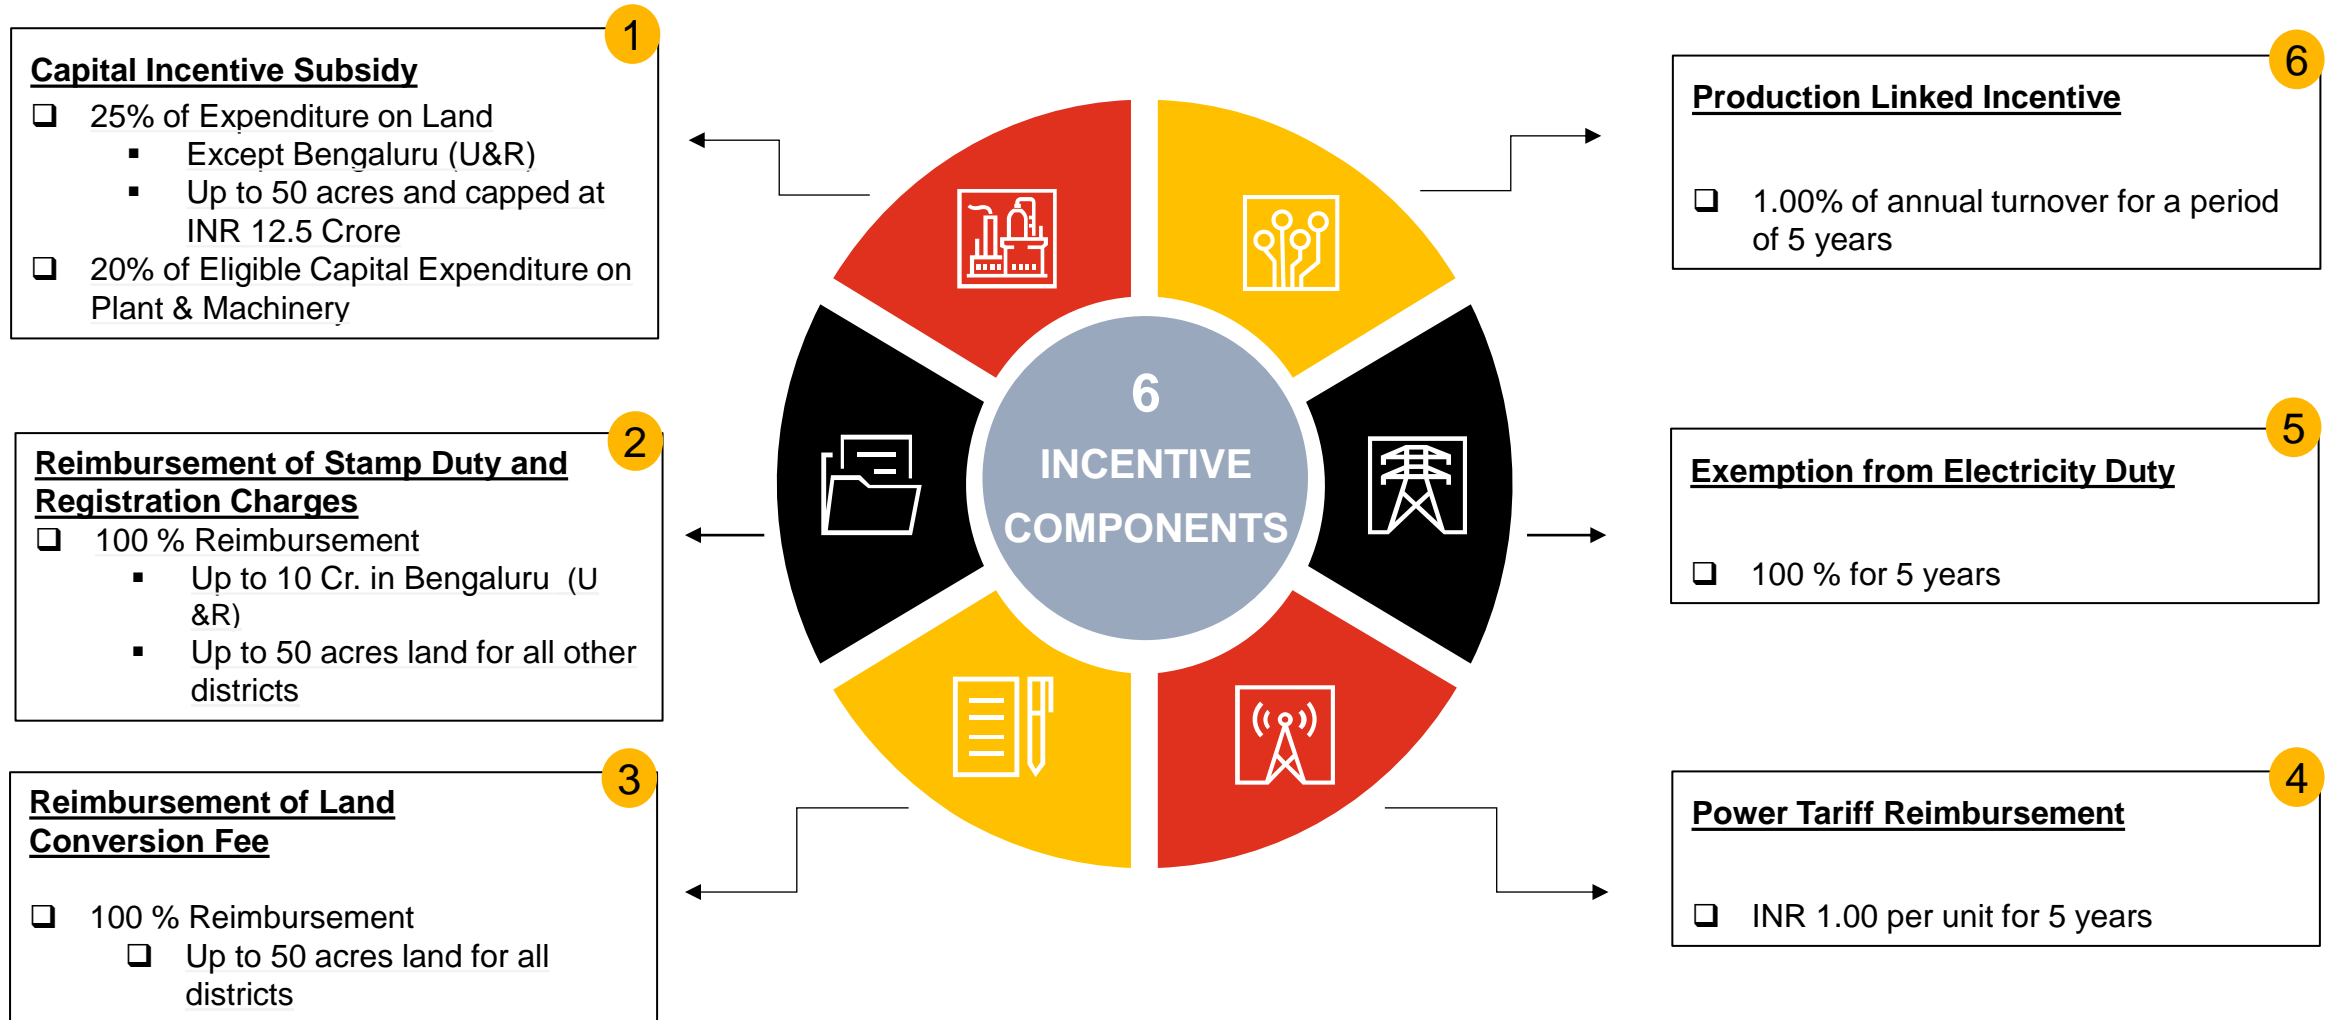 1
Capital Incentive Subsidy
❑ 25% of Expenditure on Land
▪ Except Bengaluru (U&R)
▪ Up to 50 acres and capped at
INR 12.5 Crore
❑ 20% of Eligible Capital Expenditure on
Plant & Machinery
2
Reimbursement of Stamp Duty and
Registration Charges
❑ 100 % Reimbursement
▪ Up to 10 Cr. in Bengaluru (U
&R)
▪ Up to 50 acres land for all other
districts
3
Reimbursement of Land
Conversion Fee
❑ 100 % Reimbursement
❑ Up to 50 acres land for all
districts
6
INCENTIVE
COMPONENTS
6
Production Linked Incentive
❑ 1.00% of annual turnover for a period
of 5 years
5
Exemption from Electricity Duty
❑ 100 % for 5 years
4
Power Tariff Reimbursement
❑ INR 1.00 per unit for 5 years